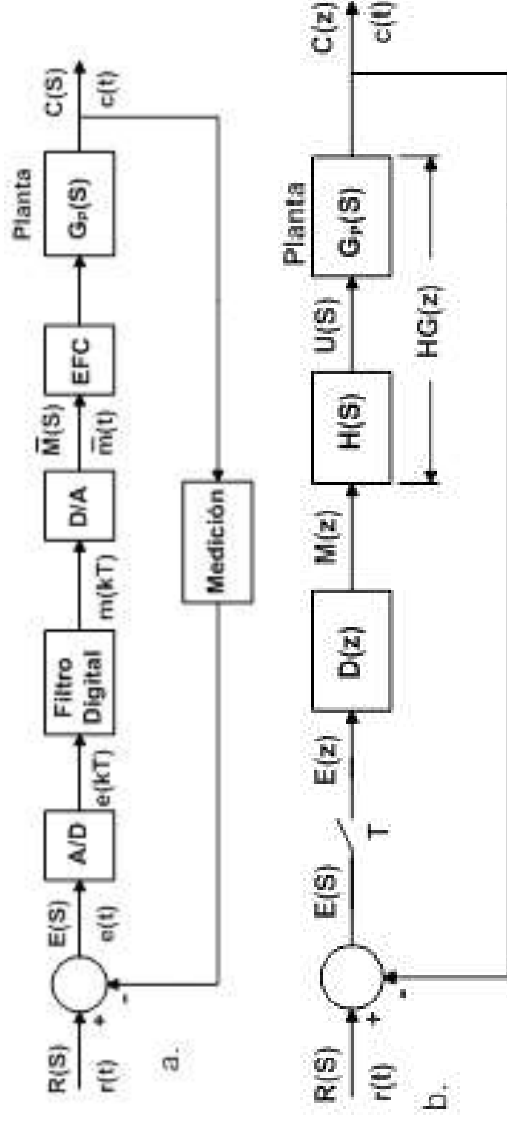 Planta
R(S) E(S) M̅(S) C(S)
A/D Filtro Digital D/A EFC Gₚ(S)
r(t) + - e(t) e(kT) m(kT) m̅(t) c(t)
Medición
a.
Planta
R(S) E(S) E(z) M(z) U(S) C(z)
D(z) H(S) Gₚ(S)
r(t) + - T c(t)
HG(z)
b.